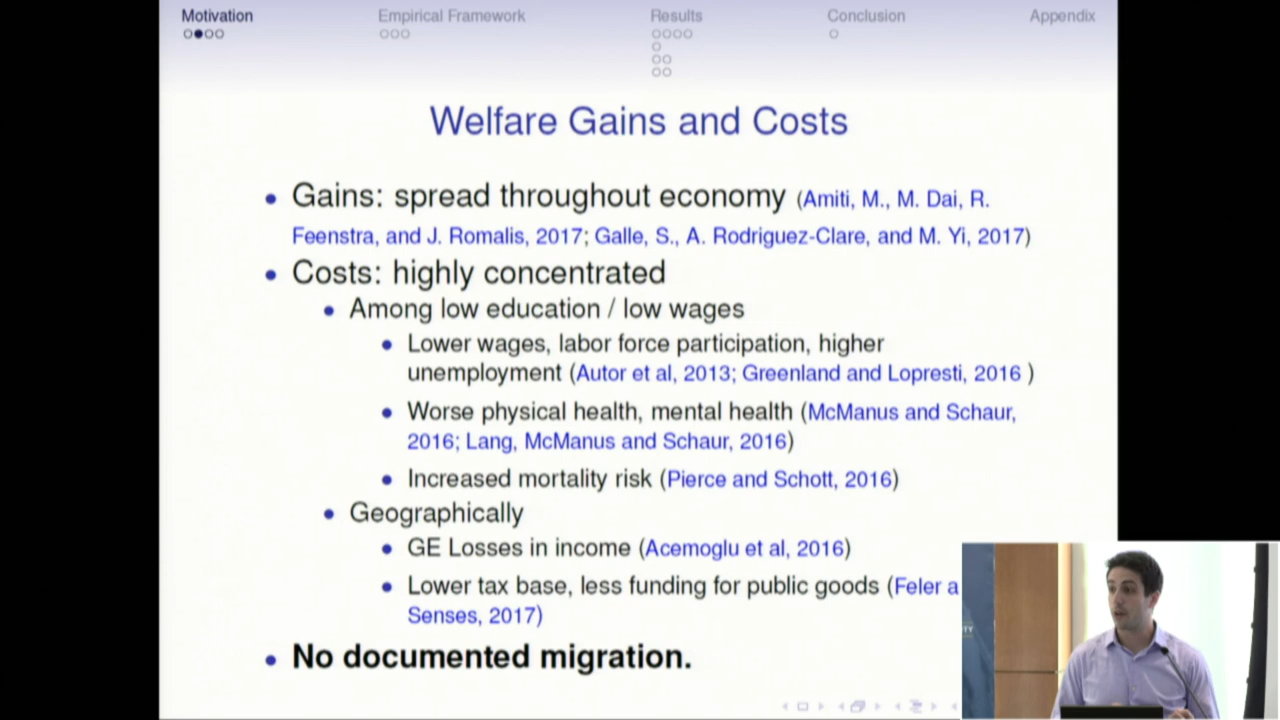 Motivation
Empirical Framework
Results
Conclusion
Appendix
Welfare Gains and Costs
Gains: spread throughout economy (Amiti, M., M. Dai, R.
Feenstra, and J. Romalis, 2017; Galle, S., A. Rodriguez-Clare, and M. Yi, 2017)
Costs: highly concentrated
Among low education / low wages
Lower wages, labor force participation, higher
unemployment (Autor et al, 2013; Greenland and Lopresti, 2016 )
Worse physical health, mental health (McManus and Schaur,
2016; Lang, McManus and Schaur, 2016)
Increased mortality risk (Pierce and Schott, 2016)
Geographically
GE Losses in income (Acemoglu et al, 2016)
Lower tax base, less funding for public goods (Feler a
Senses, 2017)
No documented migration.